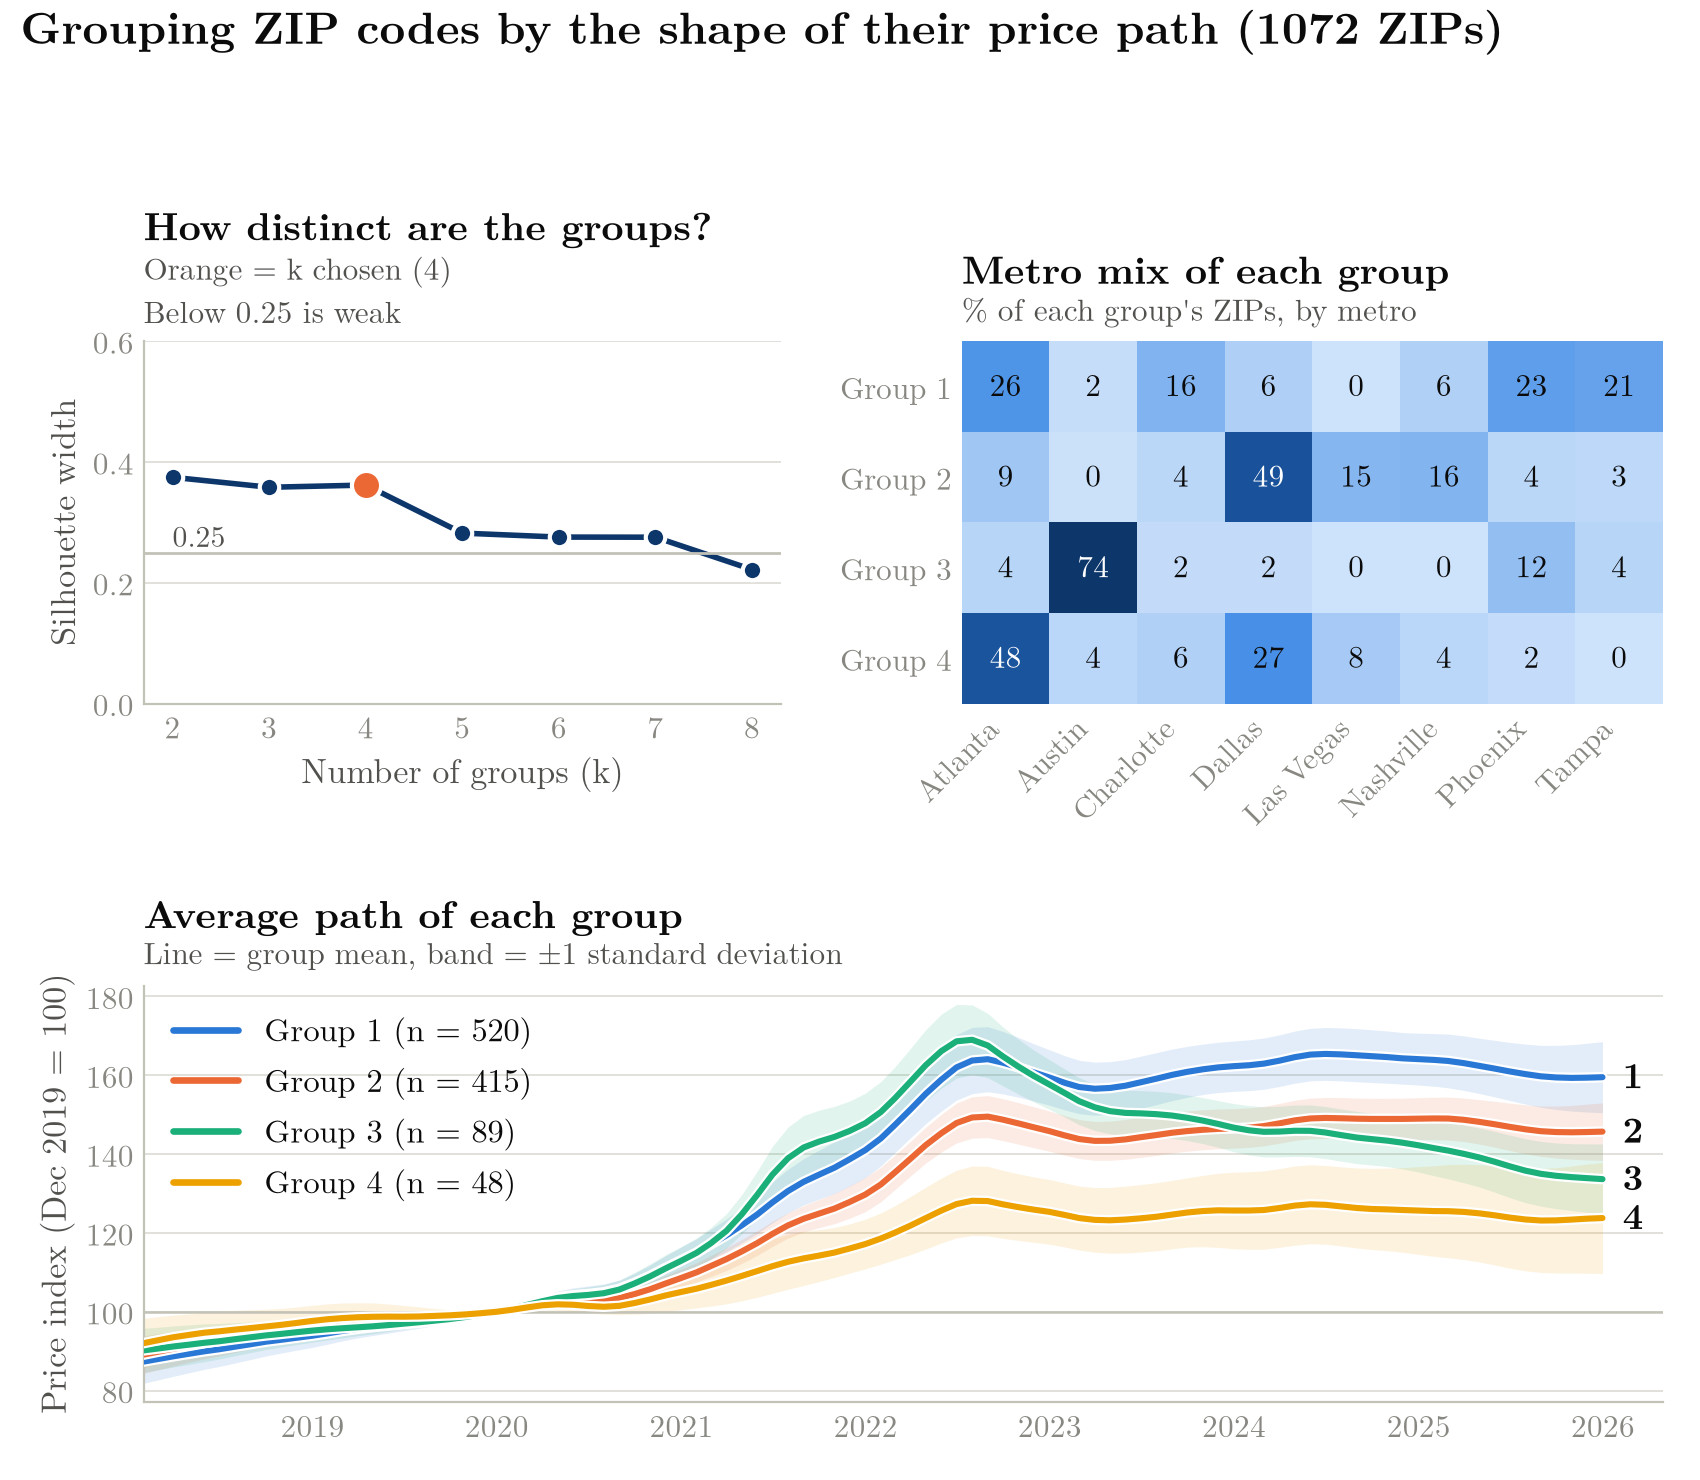 Grouping ZIP codes by the shape of their price path (1072 ZIPs)
How distinct are the groups?
Orange = k chosen (4)
Below 0.25 is weak
Silhouette width
0.6
0.4
0.2
0.0
0.25
2 3 4 5 6 7 8
Number of groups (k)
Metro mix of each group
% of each group's ZIPs, by metro
Group 1 26 2 16 6 0 6 23 21
Group 2 9 0 4 49 15 16 4 3
Group 3 4 74 2 2 0 0 12 4
Group 4 48 4 6 27 8 4 2 0
Atlanta Austin Charlotte Dallas Las Vegas Nashville Phoenix Tampa
Average path of each group
Line = group mean, band = ±1 standard deviation
Price index (Dec 2019 = 100)
180
160
140
120
100
80
Group 1 (n = 520)
Group 2 (n = 415)
Group 3 (n = 89)
Group 4 (n = 48)
1
2
3
4
2019 2020 2021 2022 2023 2024 2025 2026